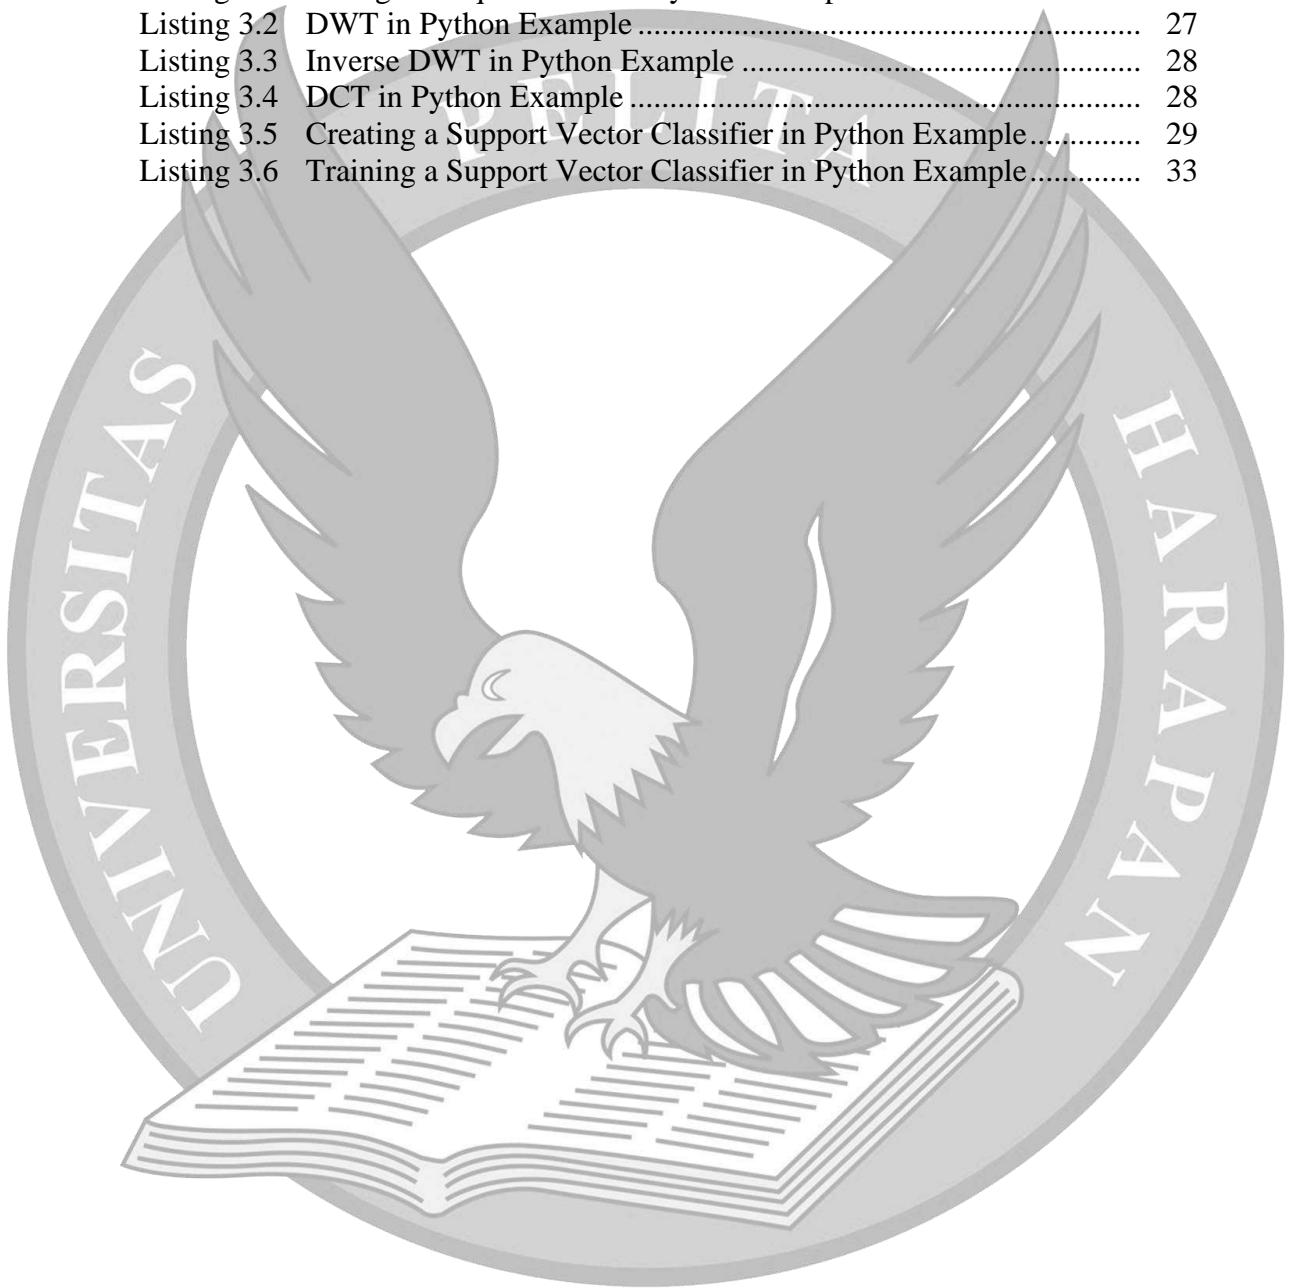 Listing 3.2 DWT in Python Example ............................................................... 27
Listing 3.3 Inverse DWT in Python Example .................................................. 28
Listing 3.4 DCT in Python Example ................................................................ 28
Listing 3.5 Creating a Support Vector Classifier in Python Example .............. 29
Listing 3.6 Training a Support Vector Classifier in Python Example .............. 33
UNIVERSITAS
PELITA
HARAPAN